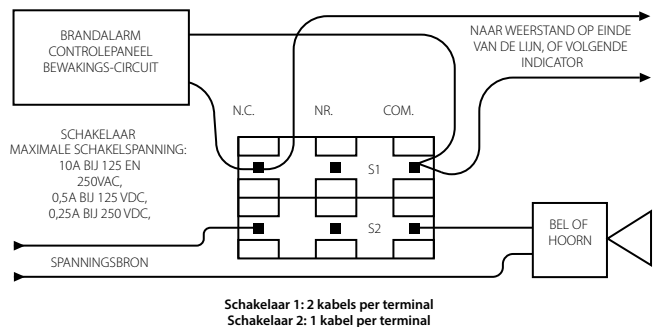 BRANDALARM
CONTROLEPANEEL
BEWAKINGS-CIRCUIT
NAAR WEERSTAND OP EINDE
VAN DE LIJN, OF VOLGENDE
INDICATOR
N.C.
NR.
COM.
SCHAKELAAR
MAXIMALE SCHAKELSPANNING:
10A BIJ 125 EN
250VAC,
0,5A BIJ 125 VDC,
0,25A BIJ 250 VDC,
S1
S2
BEL OF
HOORN
SPANNINGSBRON
Schakelaar 1: 2 kabels per terminal
Schakelaar 2: 1 kabel per terminal